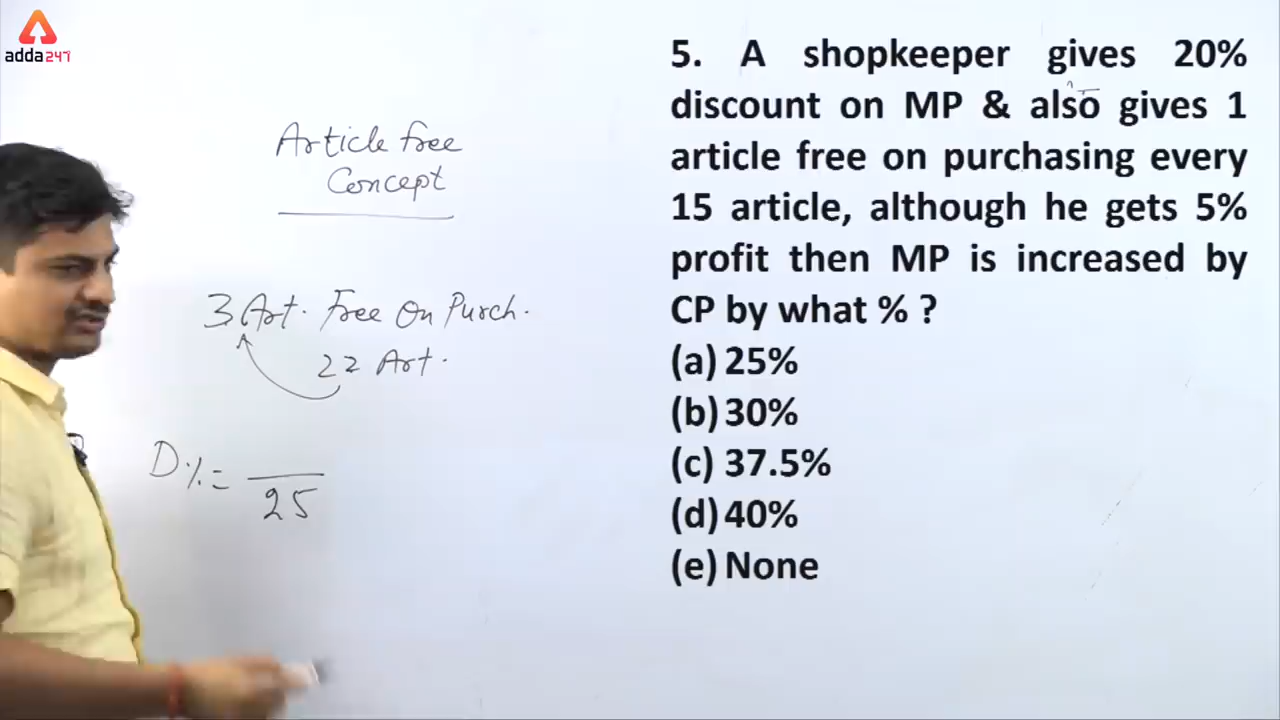 adda247
Article free
Concept
3 Art. Free On Purch.
22 Art.
D%=
25
5. A shopkeeper gives 20%
discount on MP & also gives 1
article free on purchasing every
15 article, although he gets 5%
profit then MP is increased by
CP by what % ?
(a) 25%
(b) 30%
(c) 37.5%
(d) 40%
(e) None